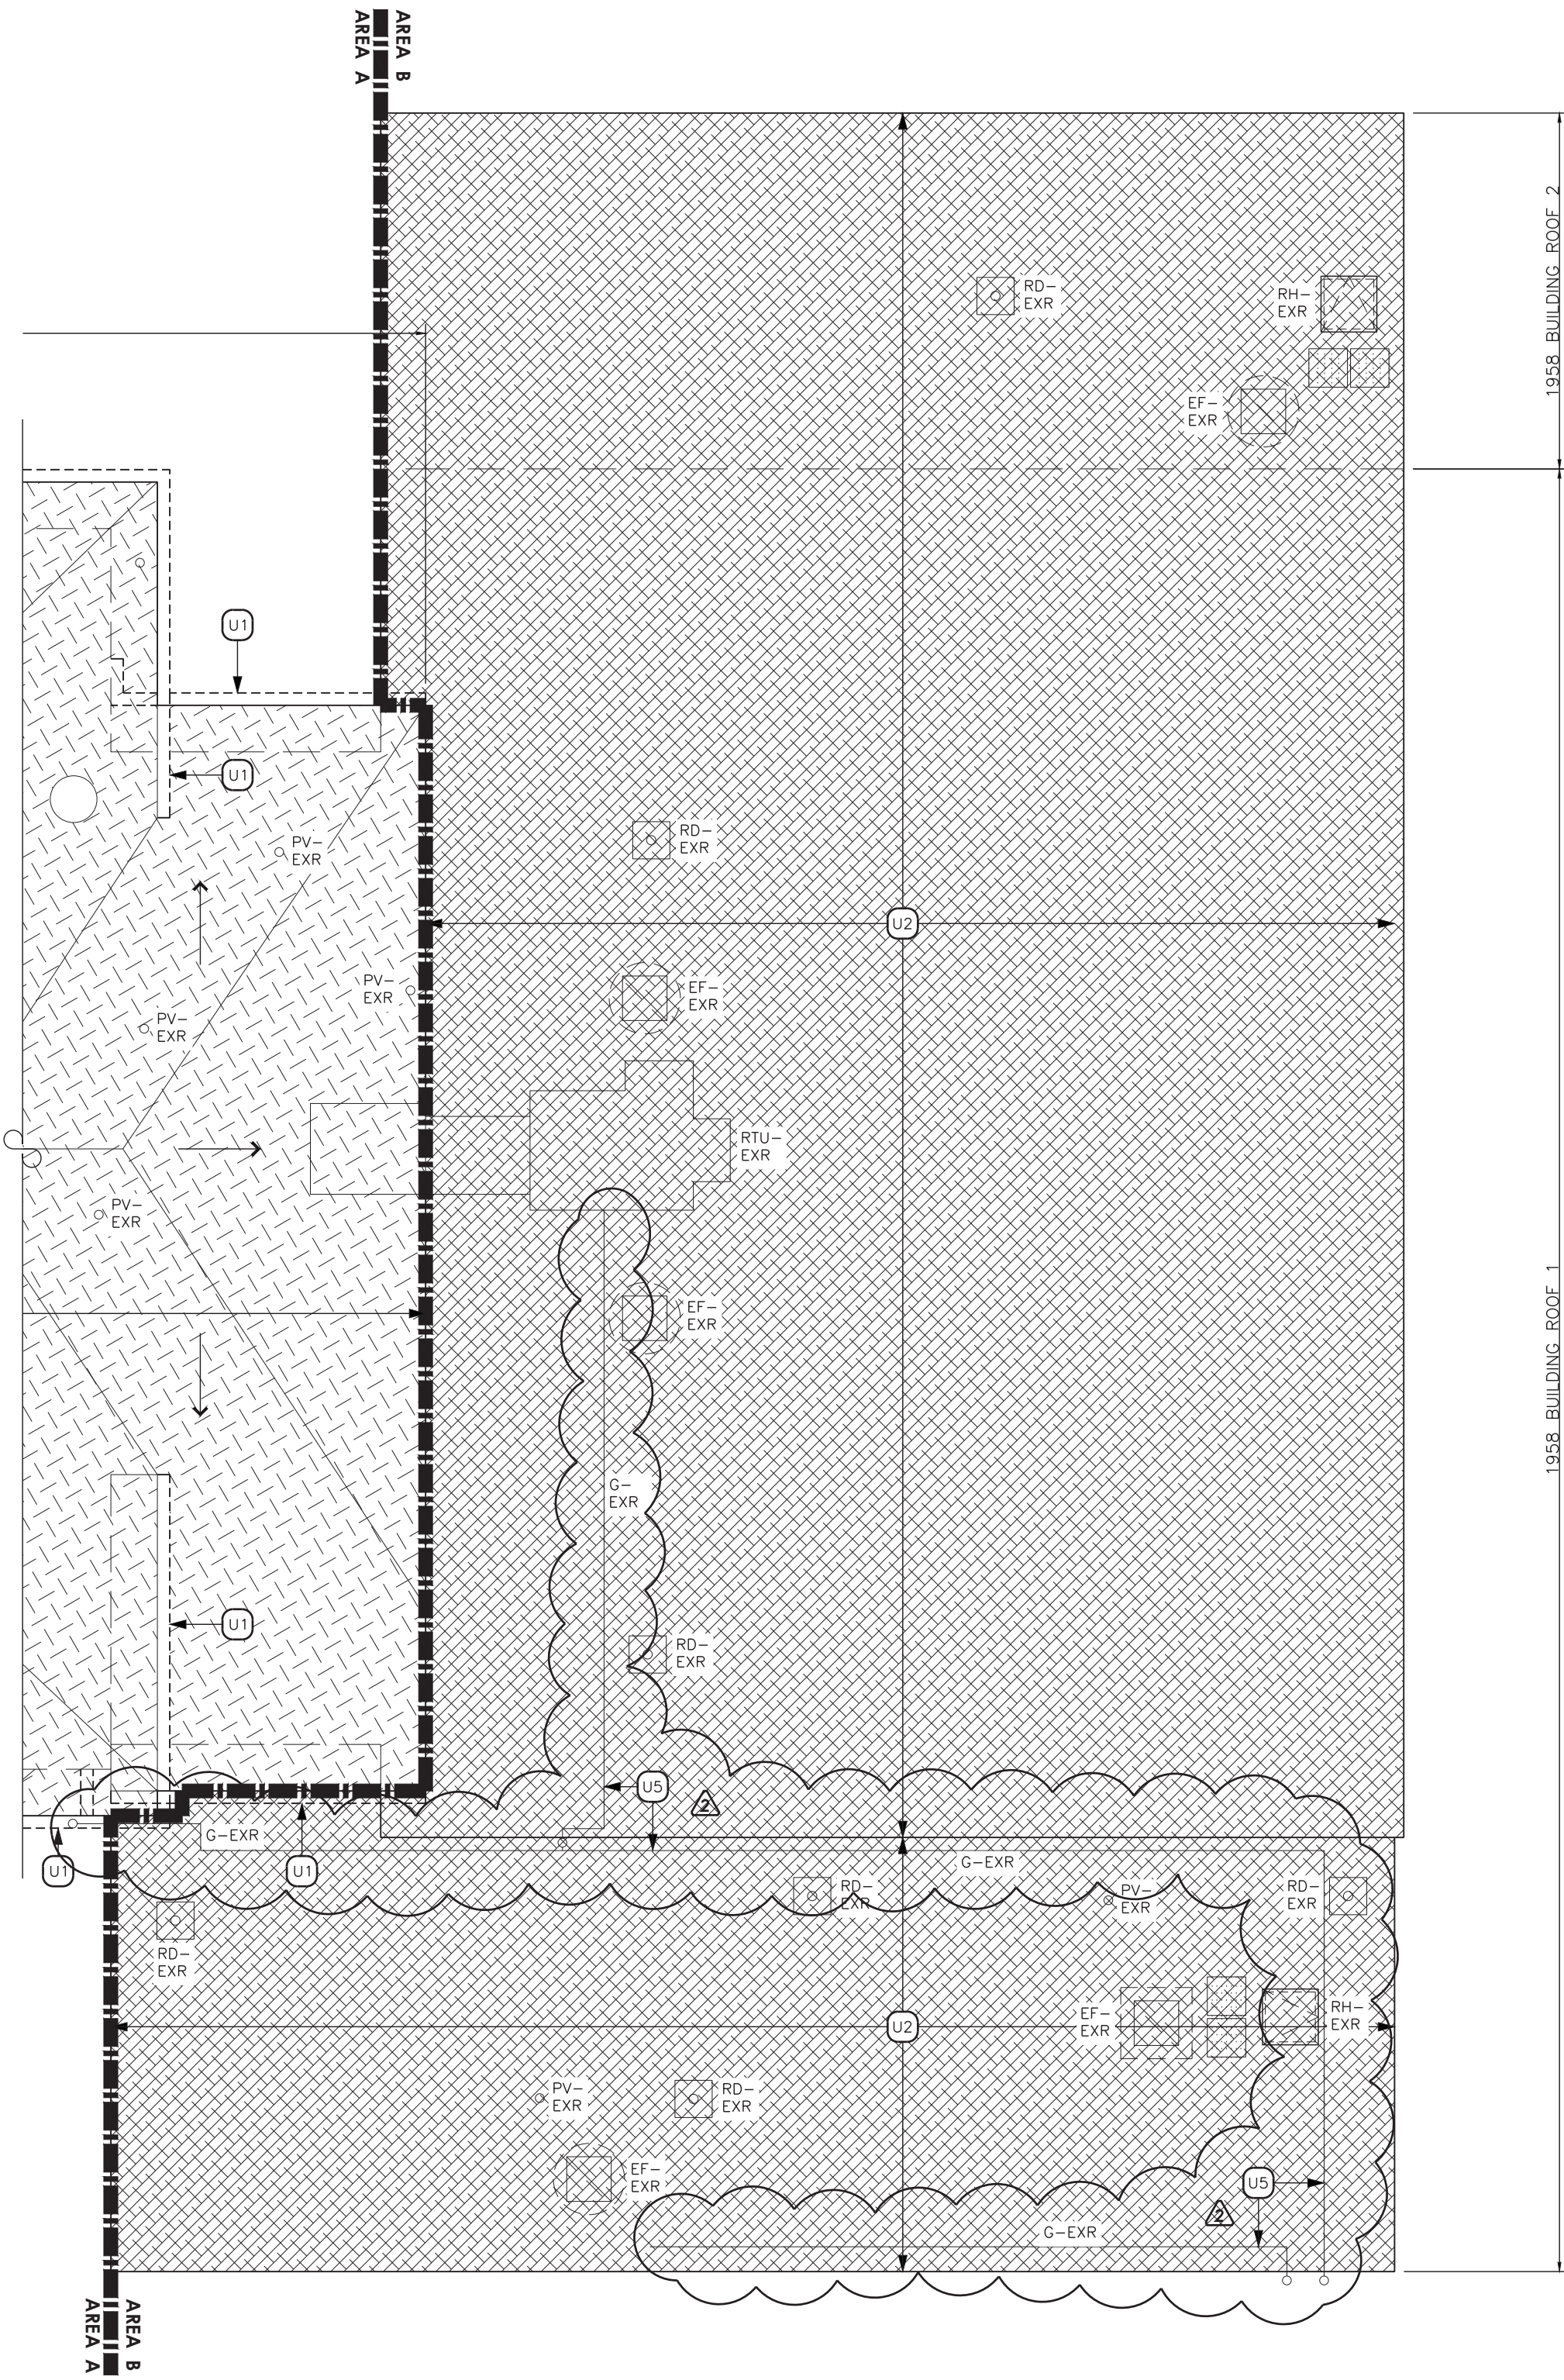 AREA B
AREA A
1958 BUILDING ROOF 2
RD-
EXR
RH-
EXR
EF-
EXR
U1
U1
RD-
EXR
PV-
EXR
U2
PV-
EXR
EF-
EXR
PV-
EXR
RTU-
EXR
PV-
EXR
1958 BUILDING ROOF 1
EF-
EXR
G-
EXR
U1
RD-
EXR
U5
2
G-EXR
U1
U1
G-EXR
RD-
EXR
PV-
EXR
RD-
EXR
RD-
EXR
EF-
EXR
RH-
EXR
U2
PV-
EXR
RD-
EXR
EF-
EXR
U5
2
G-EXR
AREA B
AREA A